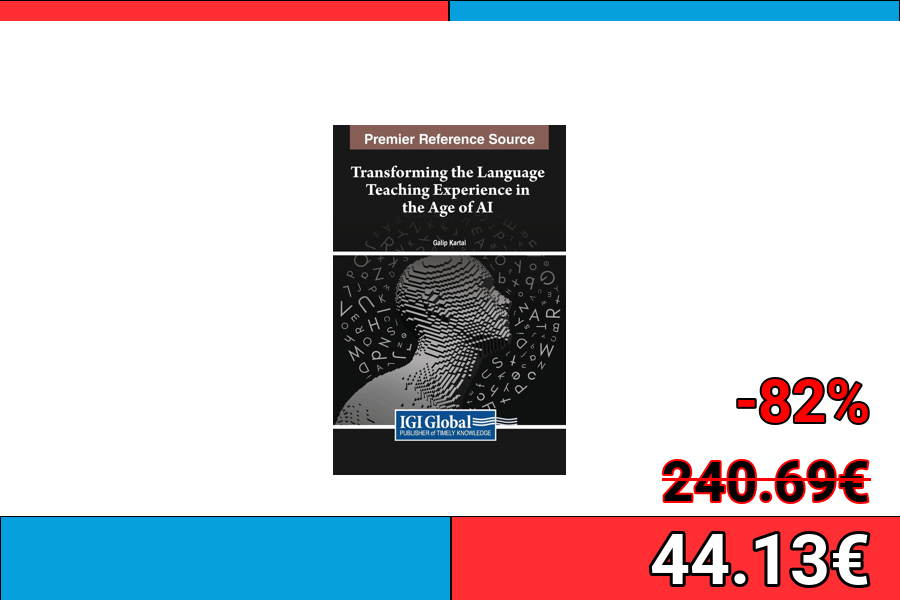 Premier Reference Source
Transforming the Language
Teaching Experience in
the Age of AI
Galip Kartal
IGI Global
PUBLISHER of TIMELY KNOWLEDGE
-82%
240.69€
44.13€